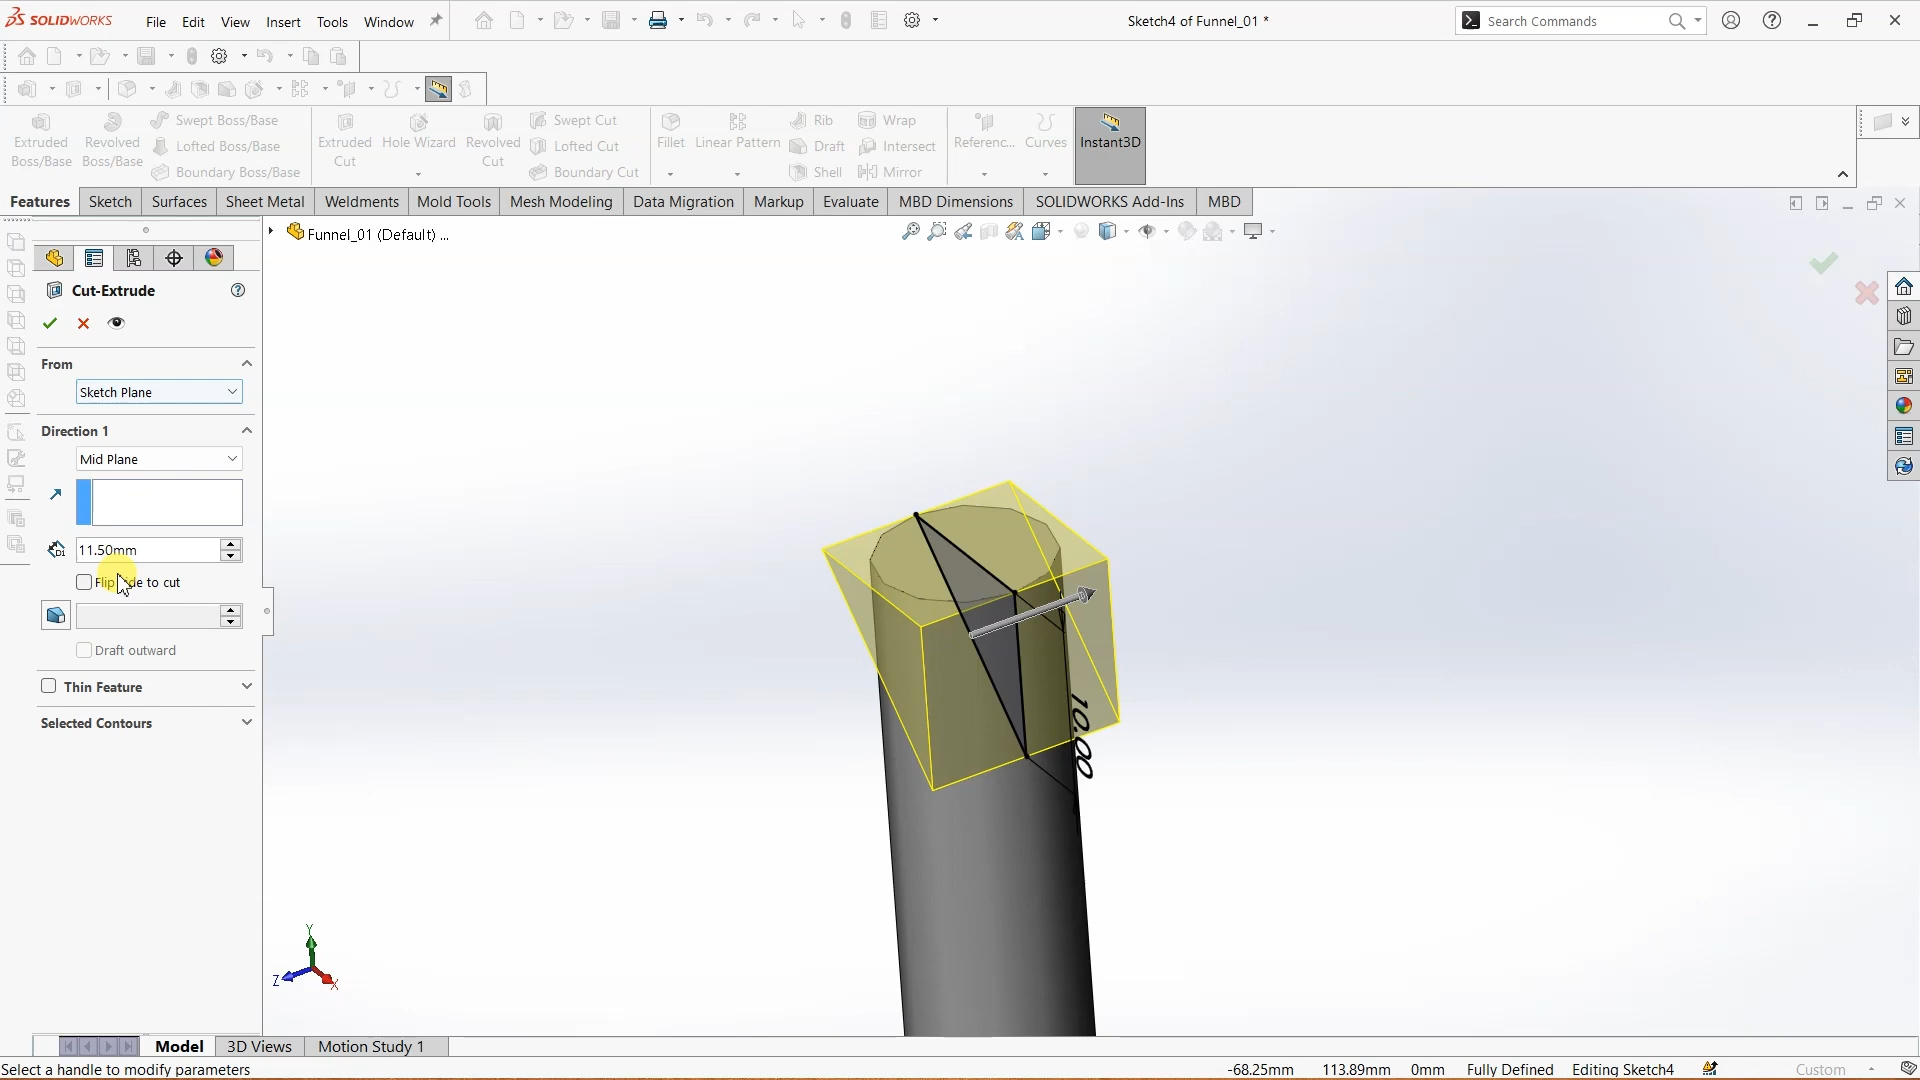 SOLIDWORKS File Edit View Insert Tools Window Sketch4 of Funnel_01 * Search Commands
Extruded Boss/Base
Revolved Boss/Base
Swept Boss/Base
Lofted Boss/Base
Boundary Boss/Base
Extruded Cut
Hole Wizard
Revolved Cut
Swept Cut
Lofted Cut
Boundary Cut
Fillet
Linear Pattern
Rib
Draft
Shell
Wrap
Intersect
Mirror
Referenc...
Curves
Instant3D
Features Sketch Surfaces Sheet Metal Weldments Mold Tools Mesh Modeling Data Migration Markup Evaluate MBD Dimensions SOLIDWORKS Add-Ins MBD
Funnel_01 (Default) ...
Cut-Extrude
From
Sketch Plane
Direction 1
Mid Plane
D1 11.50mm
to cut
Draft outward
Thin Feature
Selected Contours
10.00
Y
Z
X
Model 3D Views Motion Study 1
Select a handle to modify parameters -68.25mm 113.89mm 0mm Fully Defined Editing Sketch4 Custom